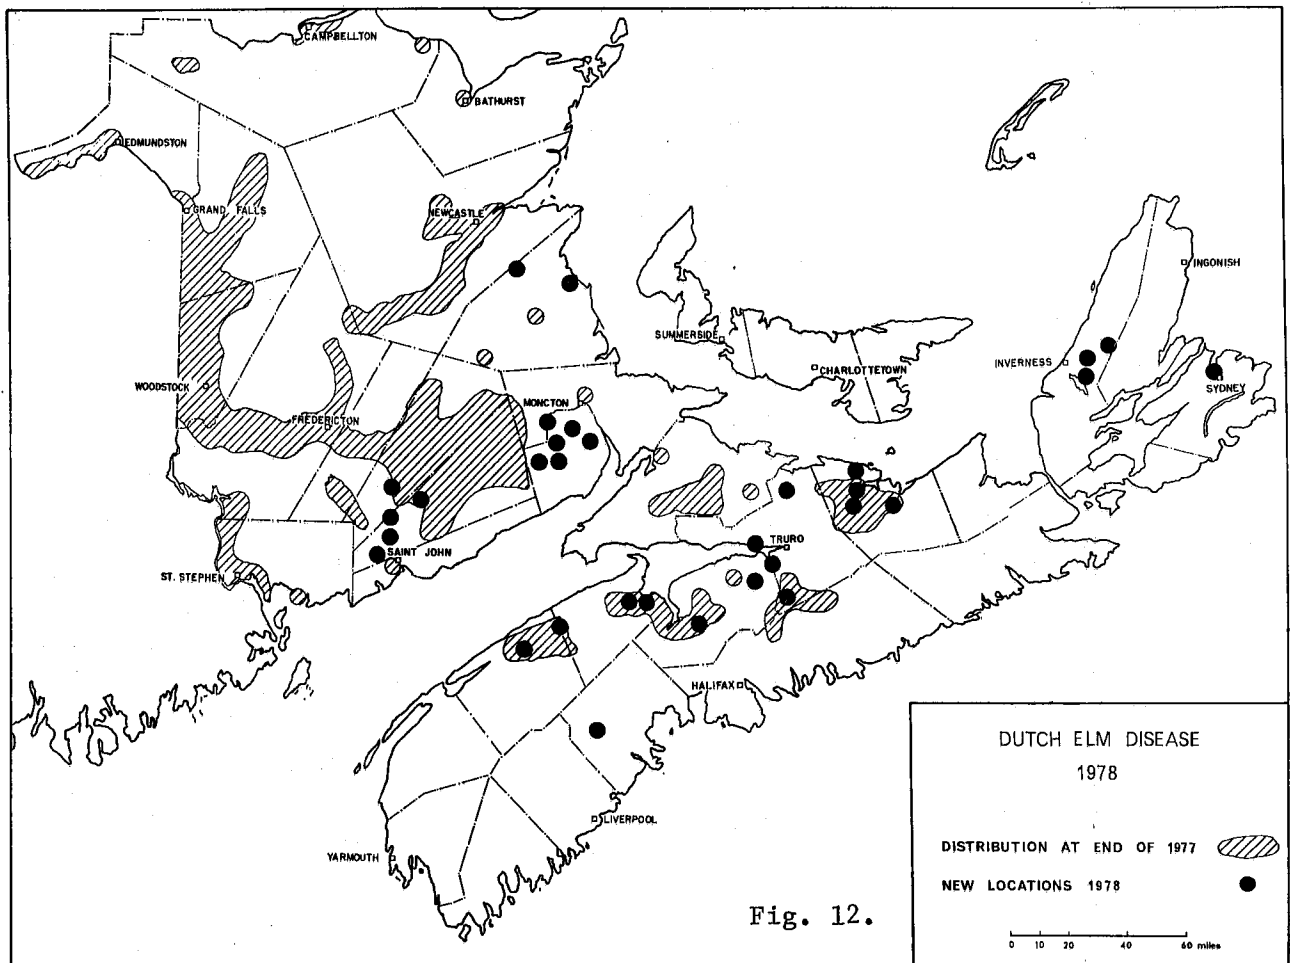 CAMPBELLTON
BATHURST
EDMUNDSTON
GRAND FALLS
NEWCASTLE
INGONISH
SUMMERSIDE
INVERNESS
CHARLOTTETOWN
WOODSTOCK
SYDNEY
MONCTON
FREDERICTON
TRURO
SAINT JOHN
ST. STEPHEN
HALIFAX
LIVERPOOL
YARMOUTH
DUTCH ELM DISEASE
1978
DISTRIBUTION AT END OF 1977
NEW LOCATIONS 1978
0 10 20 40 60 miles
Fig. 12.